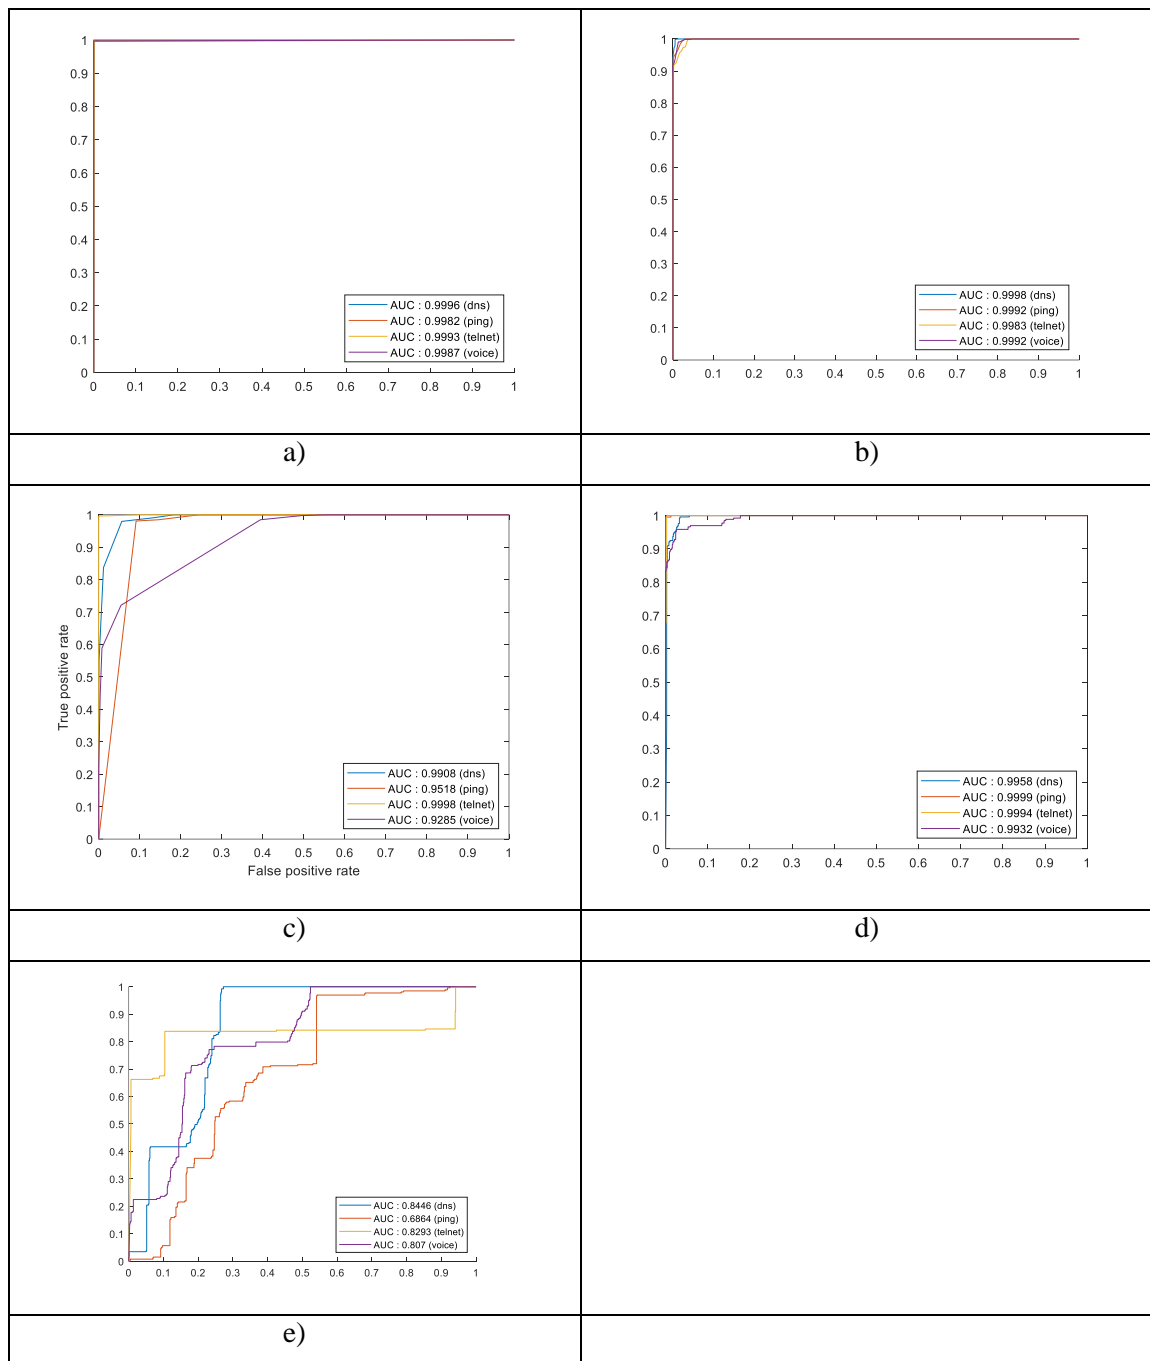 1
0.9
0.8
0.7
0.6
0.5
0.4
0.3
0.2
0.1
0
0 0.1 0.2 0.3 0.4 0.5 0.6 0.7 0.8 0.9 1
AUC : 0.9996 (dns)
AUC : 0.9982 (ping)
AUC : 0.9993 (telnet)
AUC : 0.9987 (voice)
a)
1
0.9
0.8
0.7
0.6
0.5
0.4
0.3
0.2
0.1
0
0 0.1 0.2 0.3 0.4 0.5 0.6 0.7 0.8 0.9 1
AUC : 0.9998 (dns)
AUC : 0.9992 (ping)
AUC : 0.9983 (telnet)
AUC : 0.9992 (voice)
b)
True positive rate
1
0.9
0.8
0.7
0.6
0.5
0.4
0.3
0.2
0.1
0
0 0.1 0.2 0.3 0.4 0.5 0.6 0.7 0.8 0.9 1
False positive rate
AUC : 0.9908 (dns)
AUC : 0.9518 (ping)
AUC : 0.9998 (telnet)
AUC : 0.9285 (voice)
c)
1
0.9
0.8
0.7
0.6
0.5
0.4
0.3
0.2
0.1
0
0 0.1 0.2 0.3 0.4 0.5 0.6 0.7 0.8 0.9 1
AUC : 0.9958 (dns)
AUC : 0.9999 (ping)
AUC : 0.9994 (telnet)
AUC : 0.9932 (voice)
d)
1
0.9
0.8
0.7
0.6
0.5
0.4
0.3
0.2
0.1
0
0 0.1 0.2 0.3 0.4 0.5 0.6 0.7 0.8 0.9 1
AUC : 0.8446 (dns)
AUC : 0.6864 (ping)
AUC : 0.8293 (telnet)
AUC : 0.807 (voice)
e)